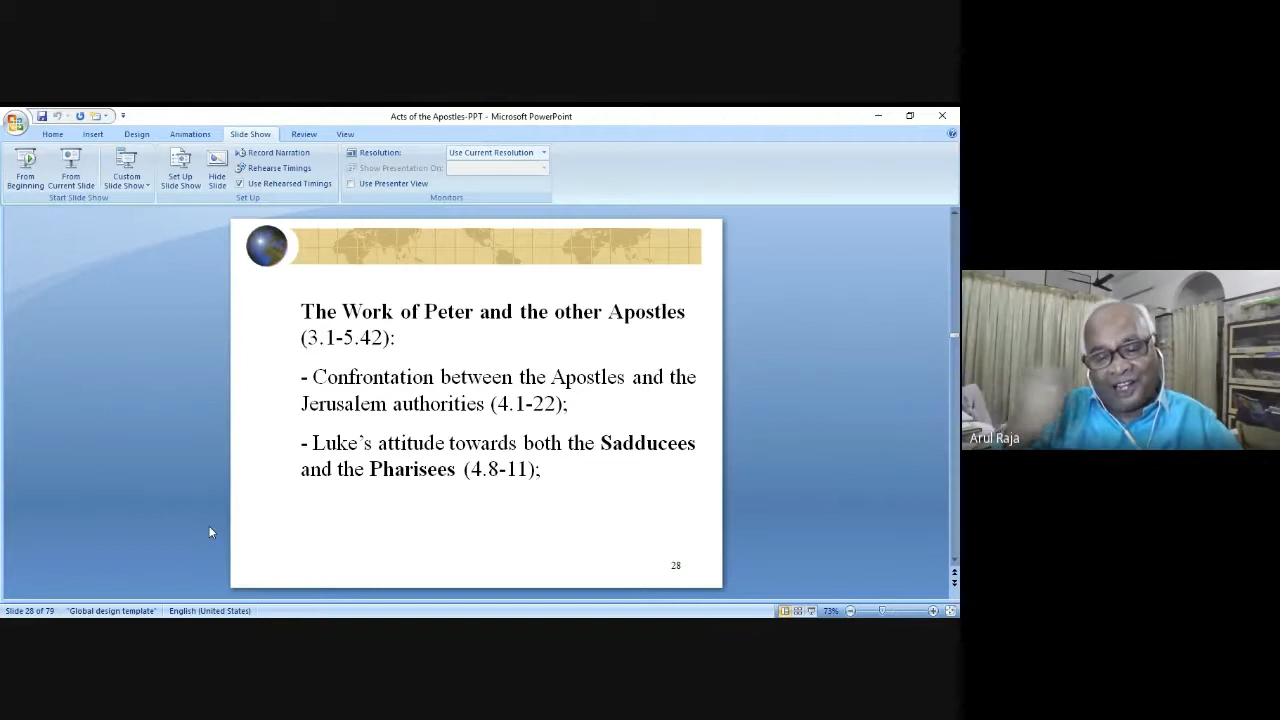 Acts of the Apostles-PPT - Microsoft PowerPoint
Home Insert Design Animations Slide Show Review View
From Beginning
From Current Slide
Custom Slide Show
Start Slide Show
Set Up Slide Show
Hide Slide
Record Narration
Rehearse Timings
Use Rehearsed Timings
Set Up
Resolution: Use Current Resolution
Show Presentation On:
Use Presenter View
Monitors
The Work of Peter and the other Apostles
(3.1-5.42):
- Confrontation between the Apostles and the
Jerusalem authorities (4.1-22);
- Luke’s attitude towards both the Sadducees
and the Pharisees (4.8-11);
28
Arul Raja
Slide 28 of 79 "Global design template" English (United States) 73%